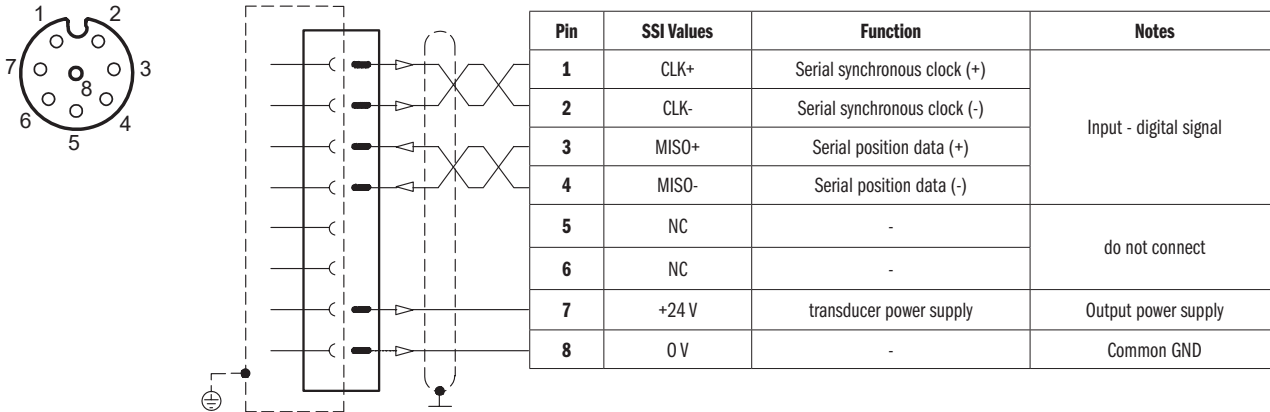 1 2
7 3
8
6 4
5
Pin SSI Values Function Notes
1 CLK+ Serial synchronous clock (+)
2 CLK- Serial synchronous clock (-)
Input - digital signal
3 MISO+ Serial position data (+)
4 MISO- Serial position data (-)
5 NC -
do not connect
6 NC -
7 +24 V transducer power supply Output power supply
8 0 V - Common GND